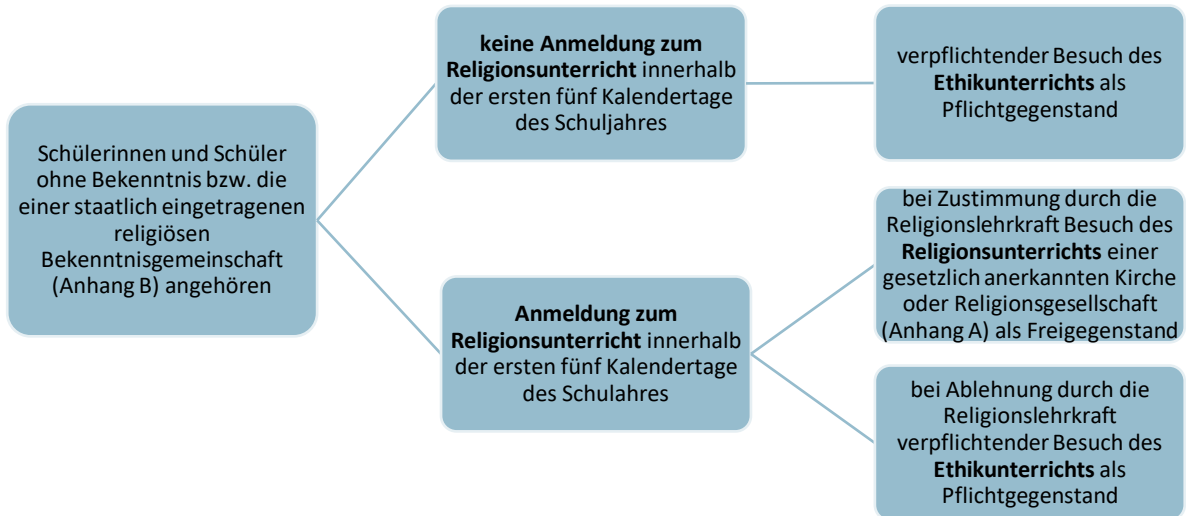 Schülerinnen und Schüler
ohne Bekenntnis bzw. die
einer staatlich eingetragenen
religiösen
Bekenntnisgemeinschaft
(Anhang B) angehören
keine Anmeldung zum
Religionsunterricht innerhalb
der ersten fünf Kalendertage
des Schuljahres
verpflichtender Besuch des
Ethikunterrichts als
Pflichtgegenstand
Anmeldung zum
Religionsunterricht innerhalb
der ersten fünf Kalendertage
des Schulahres
bei Zustimmung durch die
Religionslehrkraft Besuch des
Religionsunterrichts einer
gesetzlich anerkannten Kirche
oder Religionsgesellschaft
(Anhang A) als Freigegenstand
bei Ablehnung durch die
Religionslehrkraft
verpflichtender Besuch des
Ethikunterrichts als
Pflichtgegenstand